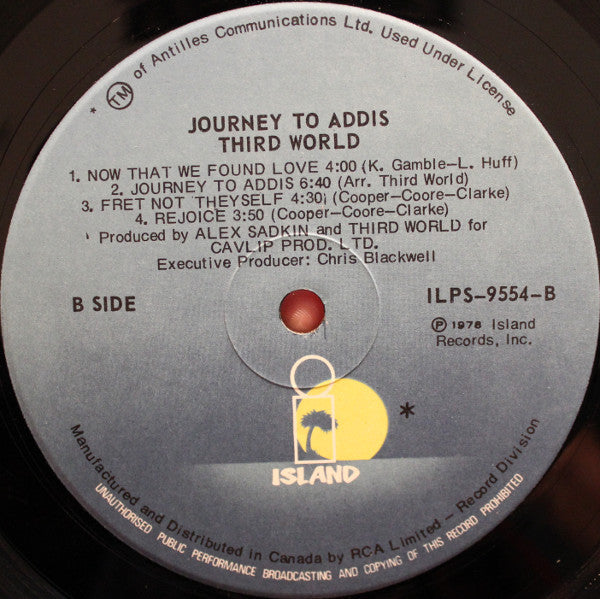 * TM of Antilles Communications Ltd. Used Under License
JOURNEY TO ADDIS
THIRD WORLD
1. NOW THAT WE FOUND LOVE 4:00 (K. Gamble-L. Huff)
2. JOURNEY TO ADDIS 6:40 (Arr. Third World)
3. FRET NOT THEYSELF 4:30 (Cooper-Coore-Clarke)
4. REJOICE 3:50 (Cooper-Coore-Clarke)
Produced by ALEX SADKIN and THIRD WORLD for
CAVLIP PROD. LTD.
Executive Producer: Chris Blackwell
B SIDE
ILPS-9554-B
℗ 1978 Island
Records, Inc.
*
ISLAND
Manufactured and Distributed in Canada by RCA Limited – Record Division
UNAUTHORISED PUBLIC PERFORMANCE BROADCASTING AND COPYING OF THIS RECORD PROHIBITED